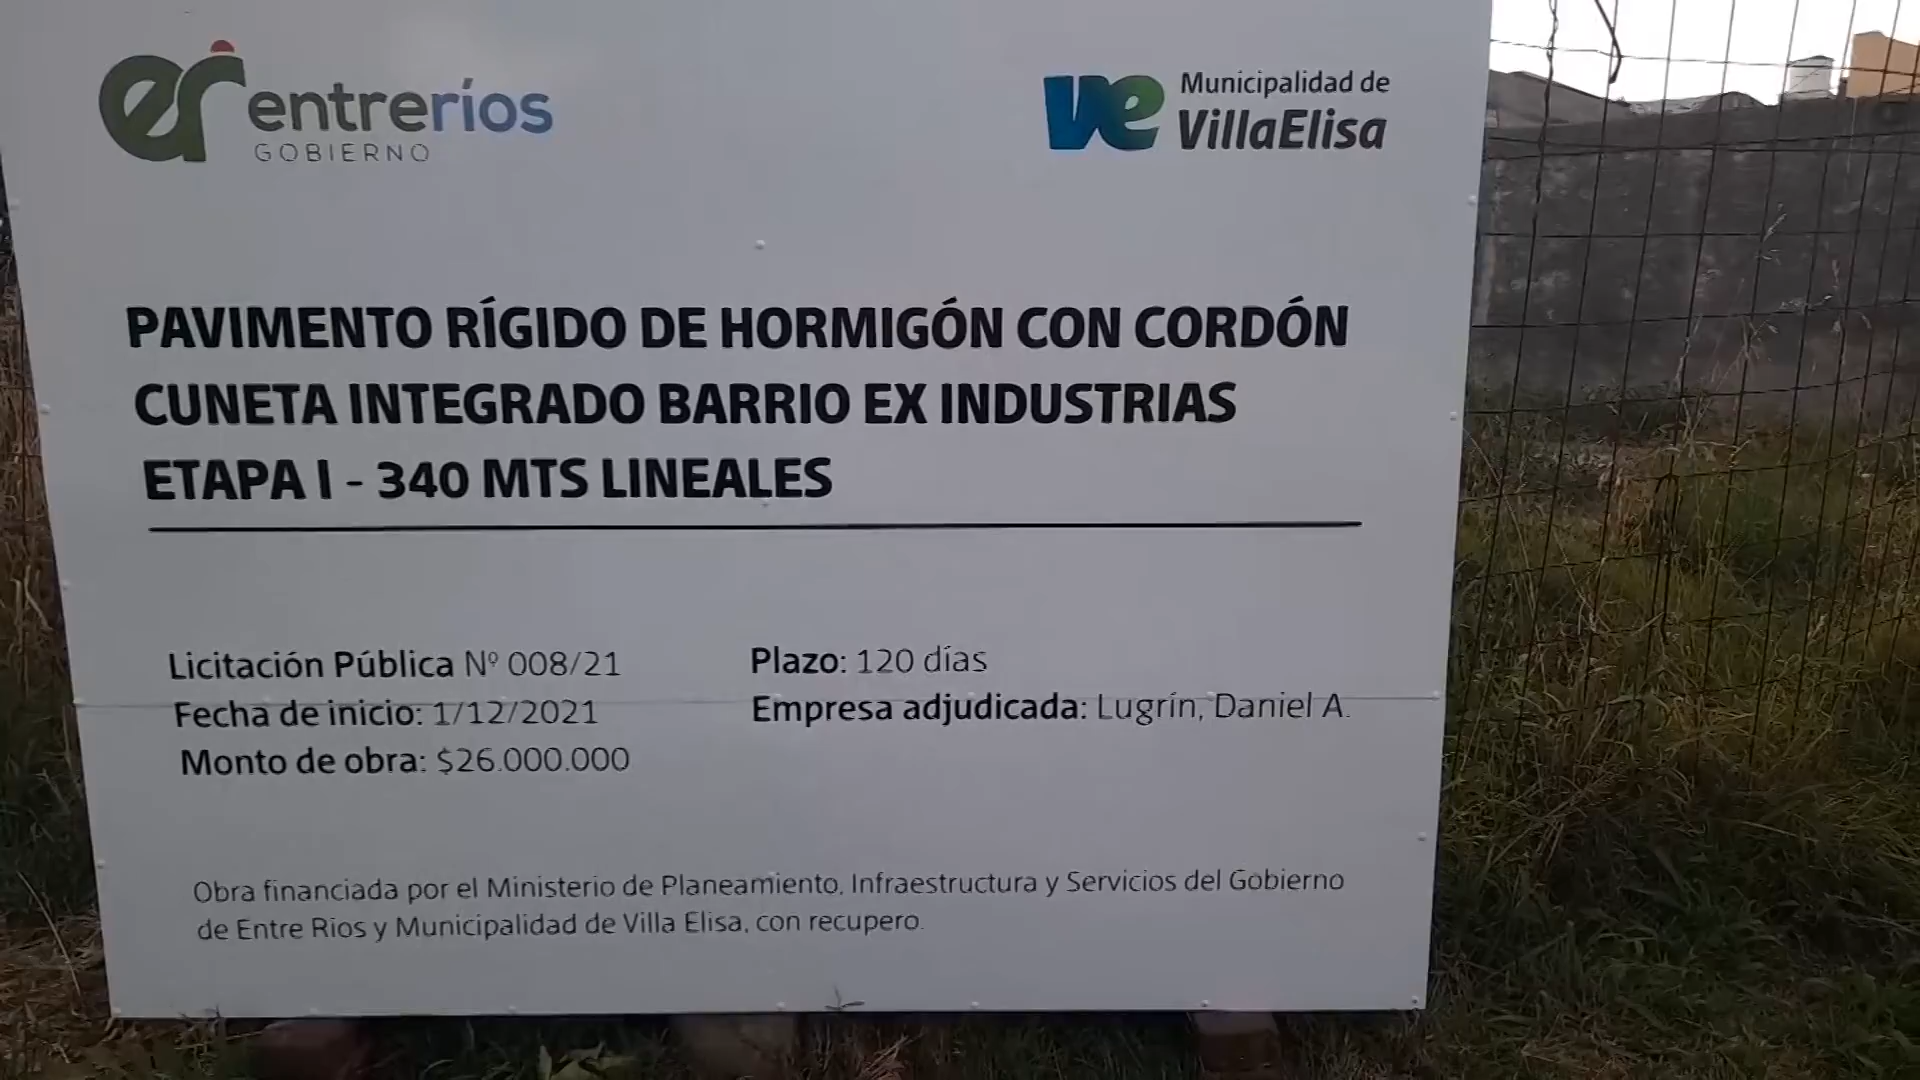 er entreríos
GOBIERNO
ve Municipalidad de
VillaElisa
PAVIMENTO RÍGIDO DE HORMIGÓN CON CORDÓN
CUNETA INTEGRADO BARRIO EX INDUSTRIAS
ETAPA I - 340 MTS LINEALES
Licitación Pública Nº 008/21
Fecha de inicio: 1/12/2021
Monto de obra: $26.000.000
Plazo: 120 días
Empresa adjudicada: Lugrín, Daniel A.
Obra financiada por el Ministerio de Planeamiento, Infraestructura y Servicios del Gobierno
de Entre Ríos y Municipalidad de Villa Elisa, con recupero.